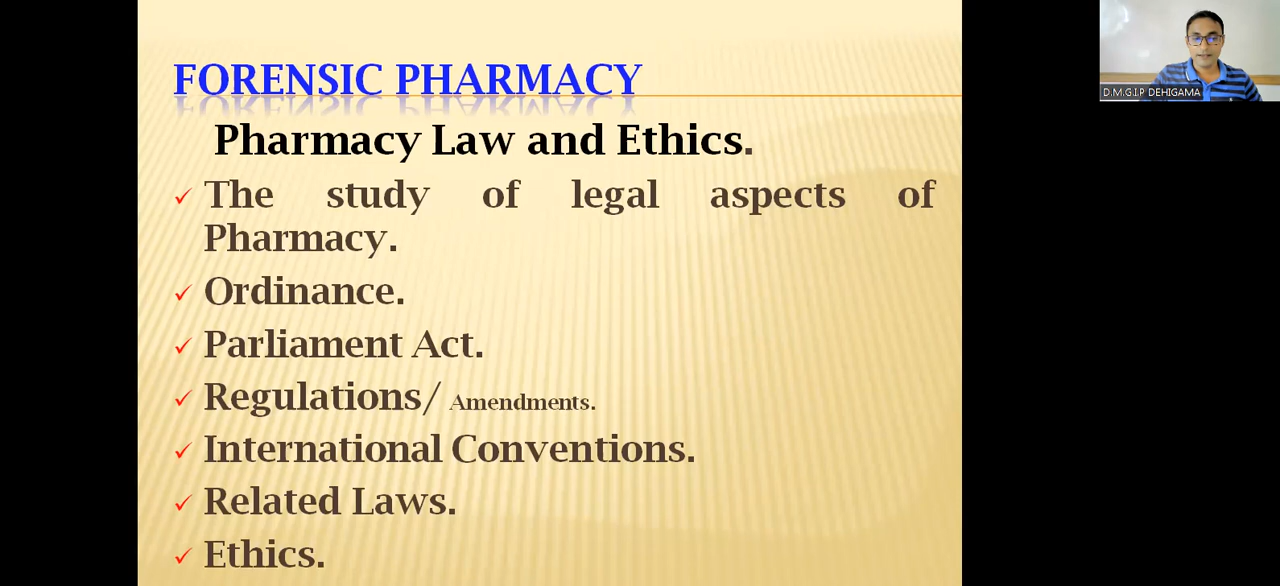 FORENSIC PHARMACY
Pharmacy Law and Ethics.
✓ The study of legal aspects of
Pharmacy.
✓ Ordinance.
✓ Parliament Act.
✓ Regulations/ Amendments.
✓ International Conventions.
✓ Related Laws.
✓ Ethics.
D.M.G.I.P DEHIGAMA